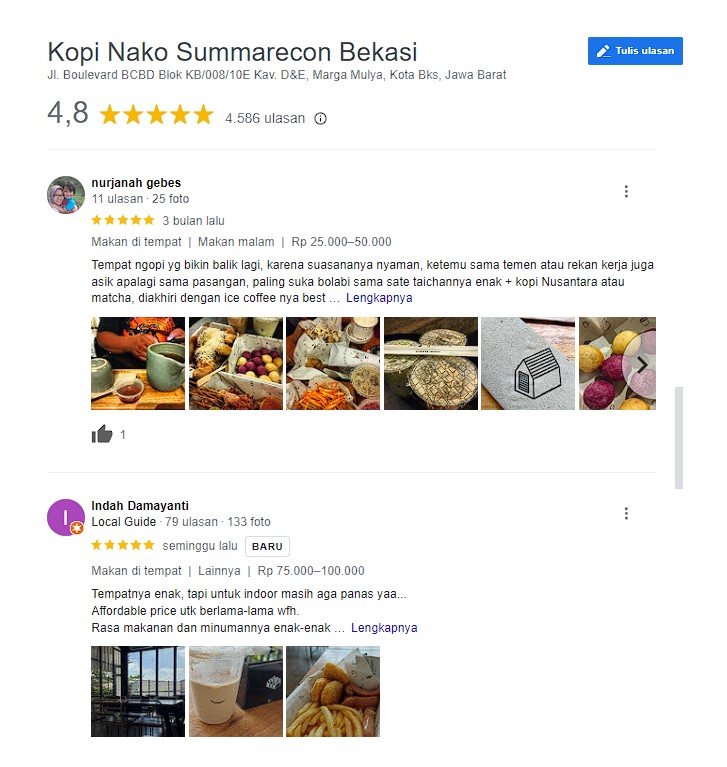 Kopi Nako Summarecon Bekasi
Tulis ulasan
Jl. Boulevard BCBD Blok KB/008/10E Kav. D&E, Marga Mulya, Kota Bks, Jawa Barat
4,8
4.586 ulasan
nurjanah gebes
11 ulasan · 25 foto
3 bulan lalu
Makan di tempat | Makan malam | Rp 25.000–50.000
Tempat ngopi yg bikin balik lagi, karena suasananya nyaman, ketemu sama temen atau rekan kerja juga
asik apalagi sama pasangan, paling suka bolabi sama sate taichannya enak + kopi Nusantara atau
matcha, diakhiri dengan ice coffee nya best … Lengkapnya
1
I
Indah Damayanti
Local Guide · 79 ulasan · 133 foto
seminggu lalu BARU
Makan di tempat | Lainnya | Rp 75.000–100.000
Tempatnya enak, tapi untuk indoor masih aga panas yaa...
Affordable price utk berlama-lama wfh.
Rasa makanan dan minumannya enak-enak … Lengkapnya